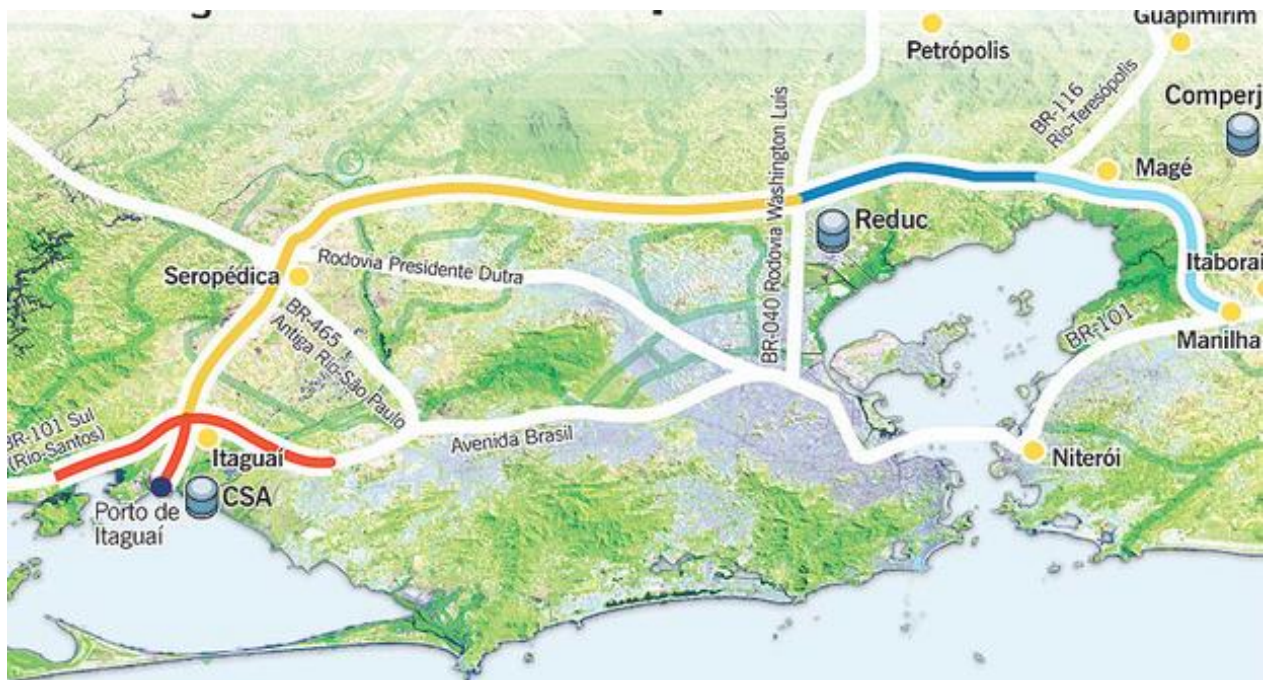 Guapimirim
Petrópolis
BR-116
Rio-Teresópolis
Comperj
Magé
BR-040 Rodovia Washington Luis
Reduc
Itaborai
Seropédica
Rodovia Presidente Dutra
BR-465
Antiga Rio-São Paulo
BR-101
Manilha
BR-101 Sul
(Rio-Santos)
Itaguaí
Avenida Brasil
Niterói
CSA
Porto de
Itaguaí